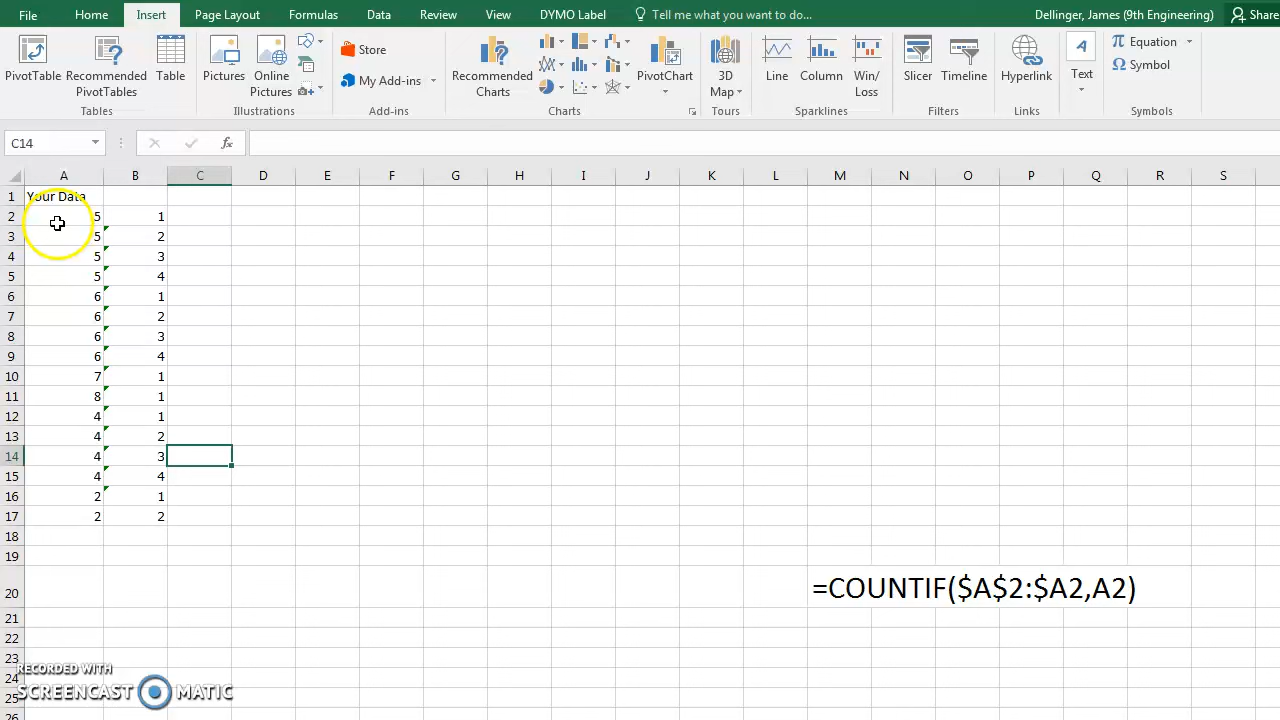 File Home Insert Page Layout Formulas Data Review View DYMO Label Tell me what you want to do... Dellinger, James (9th Engineering) Share
PivotTable Recommended PivotTables Table Pictures Online Pictures Store My Add-ins Recommended Charts PivotChart 3D Map Line Column Win/Loss Slicer Timeline Hyperlink A Text π Equation Ω Symbol
Tables Illustrations Add-ins Charts Tours Sparklines Filters Links Symbols
C14 fx
A B C D E F G H I J K L M N O P Q R S
1 Your Data
2 5 1
3 5 2
4 5 3
5 5 4
6 6 1
7 6 2
8 6 3
9 6 4
10 7 1
11 8 1
12 4 1
13 4 2
14 4 3
15 4 4
16 2 1
17 2 2
18
19
20 =COUNTIF($A$2:$A2,A2)
21
22
23
RECORDED WITH
24
SCREENCAST MATIC
25
26